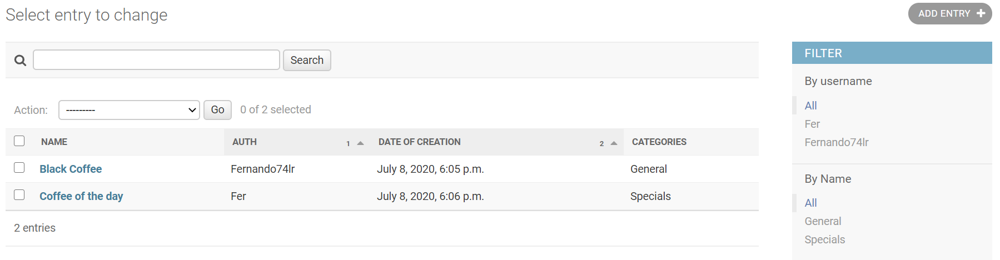 Select entry to change
ADD ENTRY
Search
Action: --------- Go 0 of 2 selected
NAME AUTH 1 DATE OF CREATION 2 CATEGORIES
Black Coffee Fernando74lr July 8, 2020, 6:05 p.m. General
Coffee of the day Fer July 8, 2020, 6:06 p.m. Specials
2 entries
FILTER
By username
All
Fer
Fernando74lr
By Name
All
General
Specials